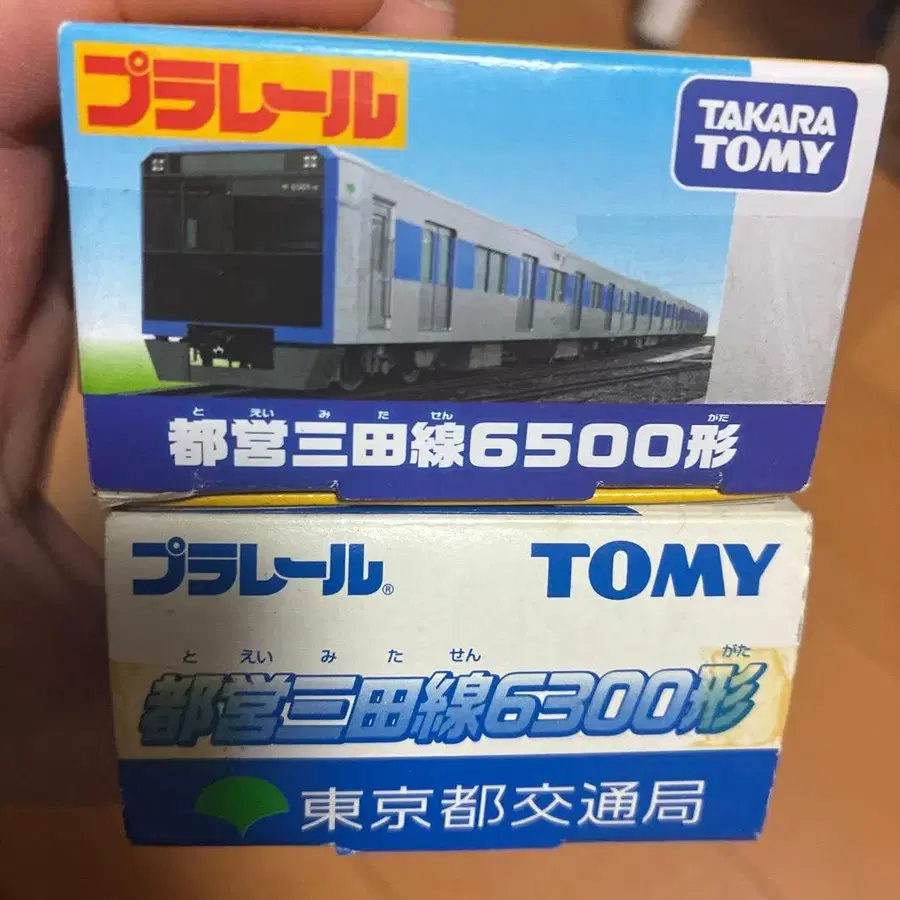 プラレール
TAKARA
TOMY
と えい み た せん がた
都営三田線6500形
プラレール®
TOMY
と えい み た せん がた
都営三田線6300形
東京都交通局